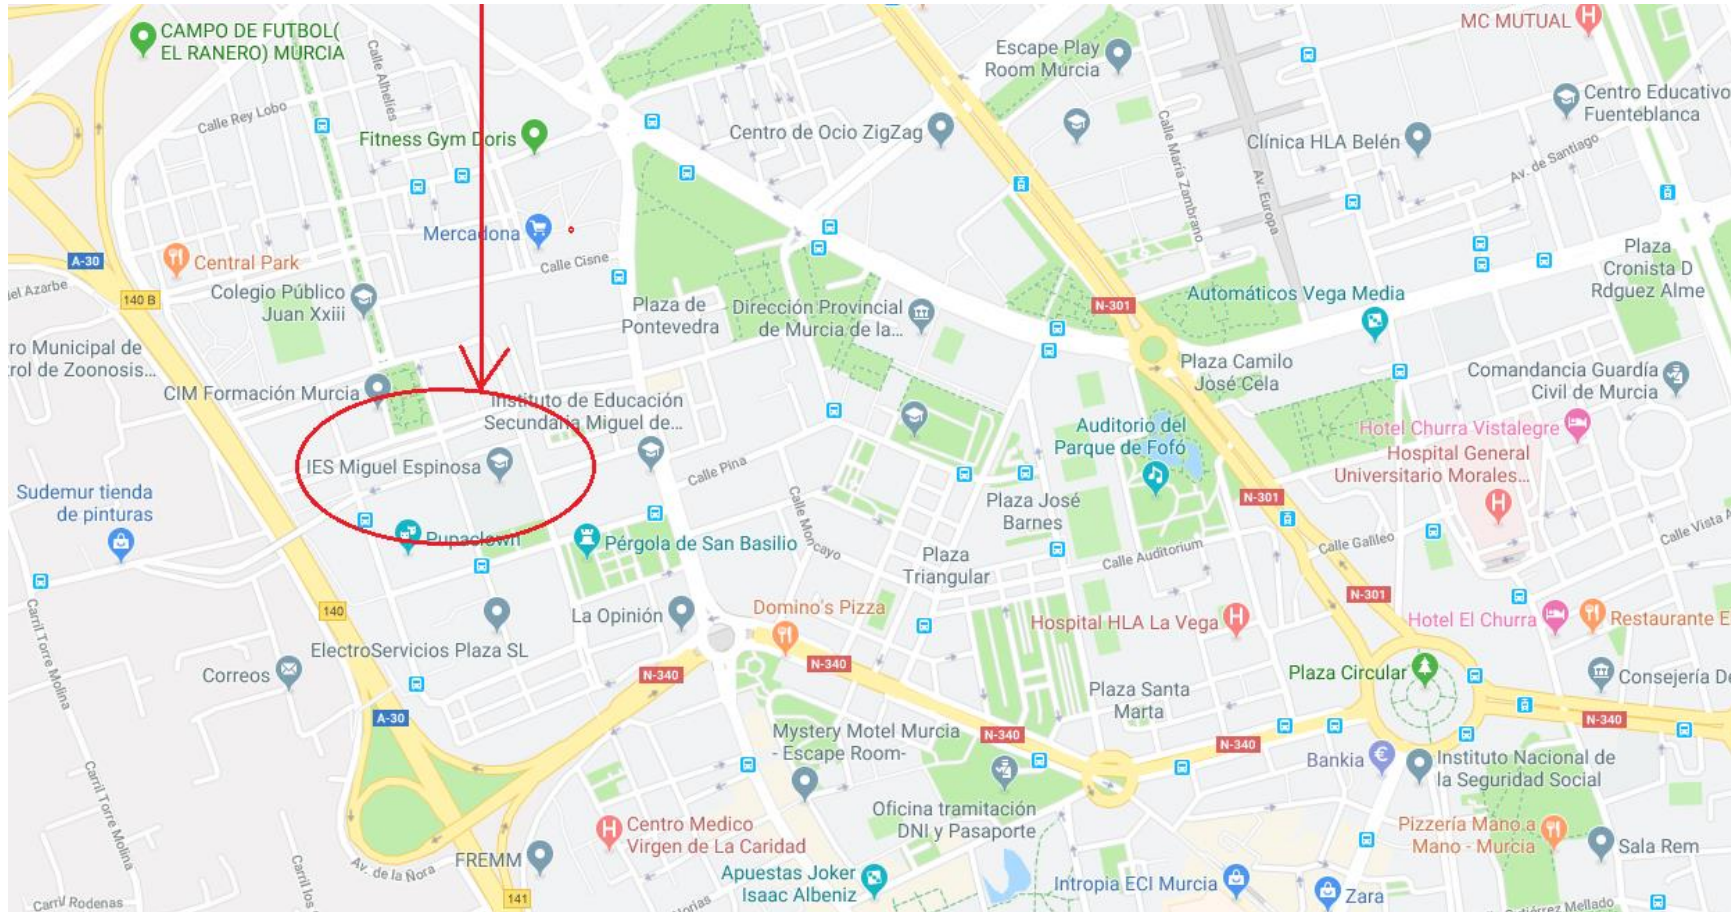 CAMPO DE FUTBOL(
EL RANERO) MURCIA
Calle Alhelíes
Escape Play
Room Murcia
MC MUTUAL
Calle Rey Lobo
Fitness Gym Doris
Centro de Ocio ZigZag
Calle María Zambrano
Clínica HLA Belén
Centro Educativo
Fuenteblanca
Av. de Santiago
Av. Europa
Mercadona
A-30
Central Park
Calle Cisne
el Azarbe
140 B
Colegio Público
Juan Xxiii
Plaza de
Pontevedra
Dirección Provincial
de Murcia de la...
N-301
Automáticos Vega Media
Plaza
Cronista D
Rdguez Alme
ro Municipal de
rol de Zoonosis...
CIM Formación Murcia
Instituto de Educación
Secundaria Miguel de...
Plaza Camilo
José Cela
Comandancia Guardía
Civil de Murcia
Auditorio del
Parque de Fofó
Hotel Churra Vistalegre
Hospital General
Universitario Morales...
IES Miguel Espinosa
Calle Pina
Sudemur tienda
de pinturas
Calle Moncayo
Plaza José
Barnes
N-301
Pupaclown
Pérgola de San Basilio
Plaza
Triangular
Calle Auditorium
Calle Galileo
Calle Vista A
Carril Torre Molina
140
La Opinión
Domino's Pizza
Hospital HLA La Vega
N-301
Hotel El Churra
Restaurante E
ElectroServicios Plaza SL
Correos
N-340
N-340
Plaza Circular
Consejería De
A-30
Plaza Santa
Marta
Mystery Motel Murcia
- Escape Room-
N-340
N-340
N-340
Bankia
Instituto Nacional de
la Seguridad Social
Carril Torre Molina
Oficina tramitación
DNI y Pasaporte
Centro Medico
Virgen de La Caridad
Pizzería Mano a
Mano - Murcia
Sala Rem
FREMM
Av. de la Ñora
Carril los
Apuestas Joker
Isaac Albeniz
Intropia ECI Murcia
Zara
Carril Rodenas
141
Gutiérrez Mellado